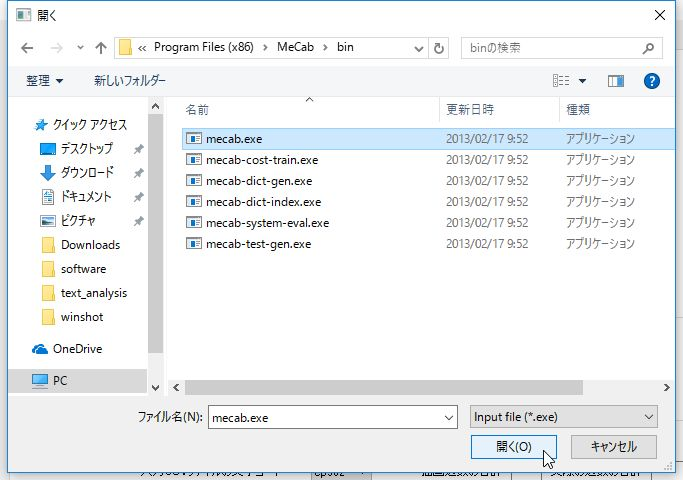 開く
« Program Files (x86) > MeCab > bin
binの検索
整理
新しいフォルダー
?
名前 更新日時 種類
クイック アクセス
デスクトップ
ダウンロード
ドキュメント
ピクチャ
Downloads
software
text_analysis
winshot
OneDrive
PC
mecab.exe 2013/02/17 9:52 アプリケーション
mecab-cost-train.exe 2013/02/17 9:52 アプリケーション
mecab-dict-gen.exe 2013/02/17 9:52 アプリケーション
mecab-dict-index.exe 2013/02/17 9:52 アプリケーション
mecab-system-eval.exe 2013/02/17 9:52 アプリケーション
mecab-test-gen.exe 2013/02/17 9:52 アプリケーション
ファイル名(N): mecab.exe Input file (*.exe)
開く(O) キャンセル